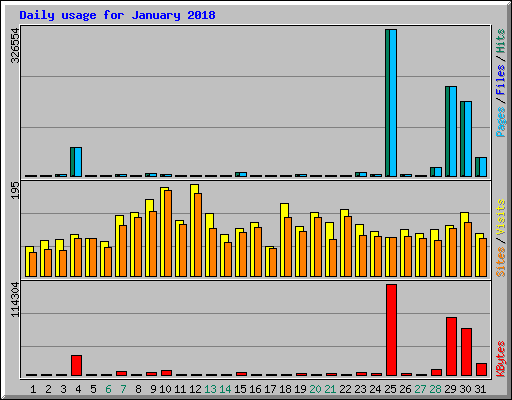 Daily usage for January 2018
326554
Pages / Files / Hits
195
Sites / Visits
114304
KBytes
1 2 3 4 5 6 7 8 9 10 11 12 13 14 15 16 17 18 19 20 21 22 23 24 25 26 27 28 29 30 31